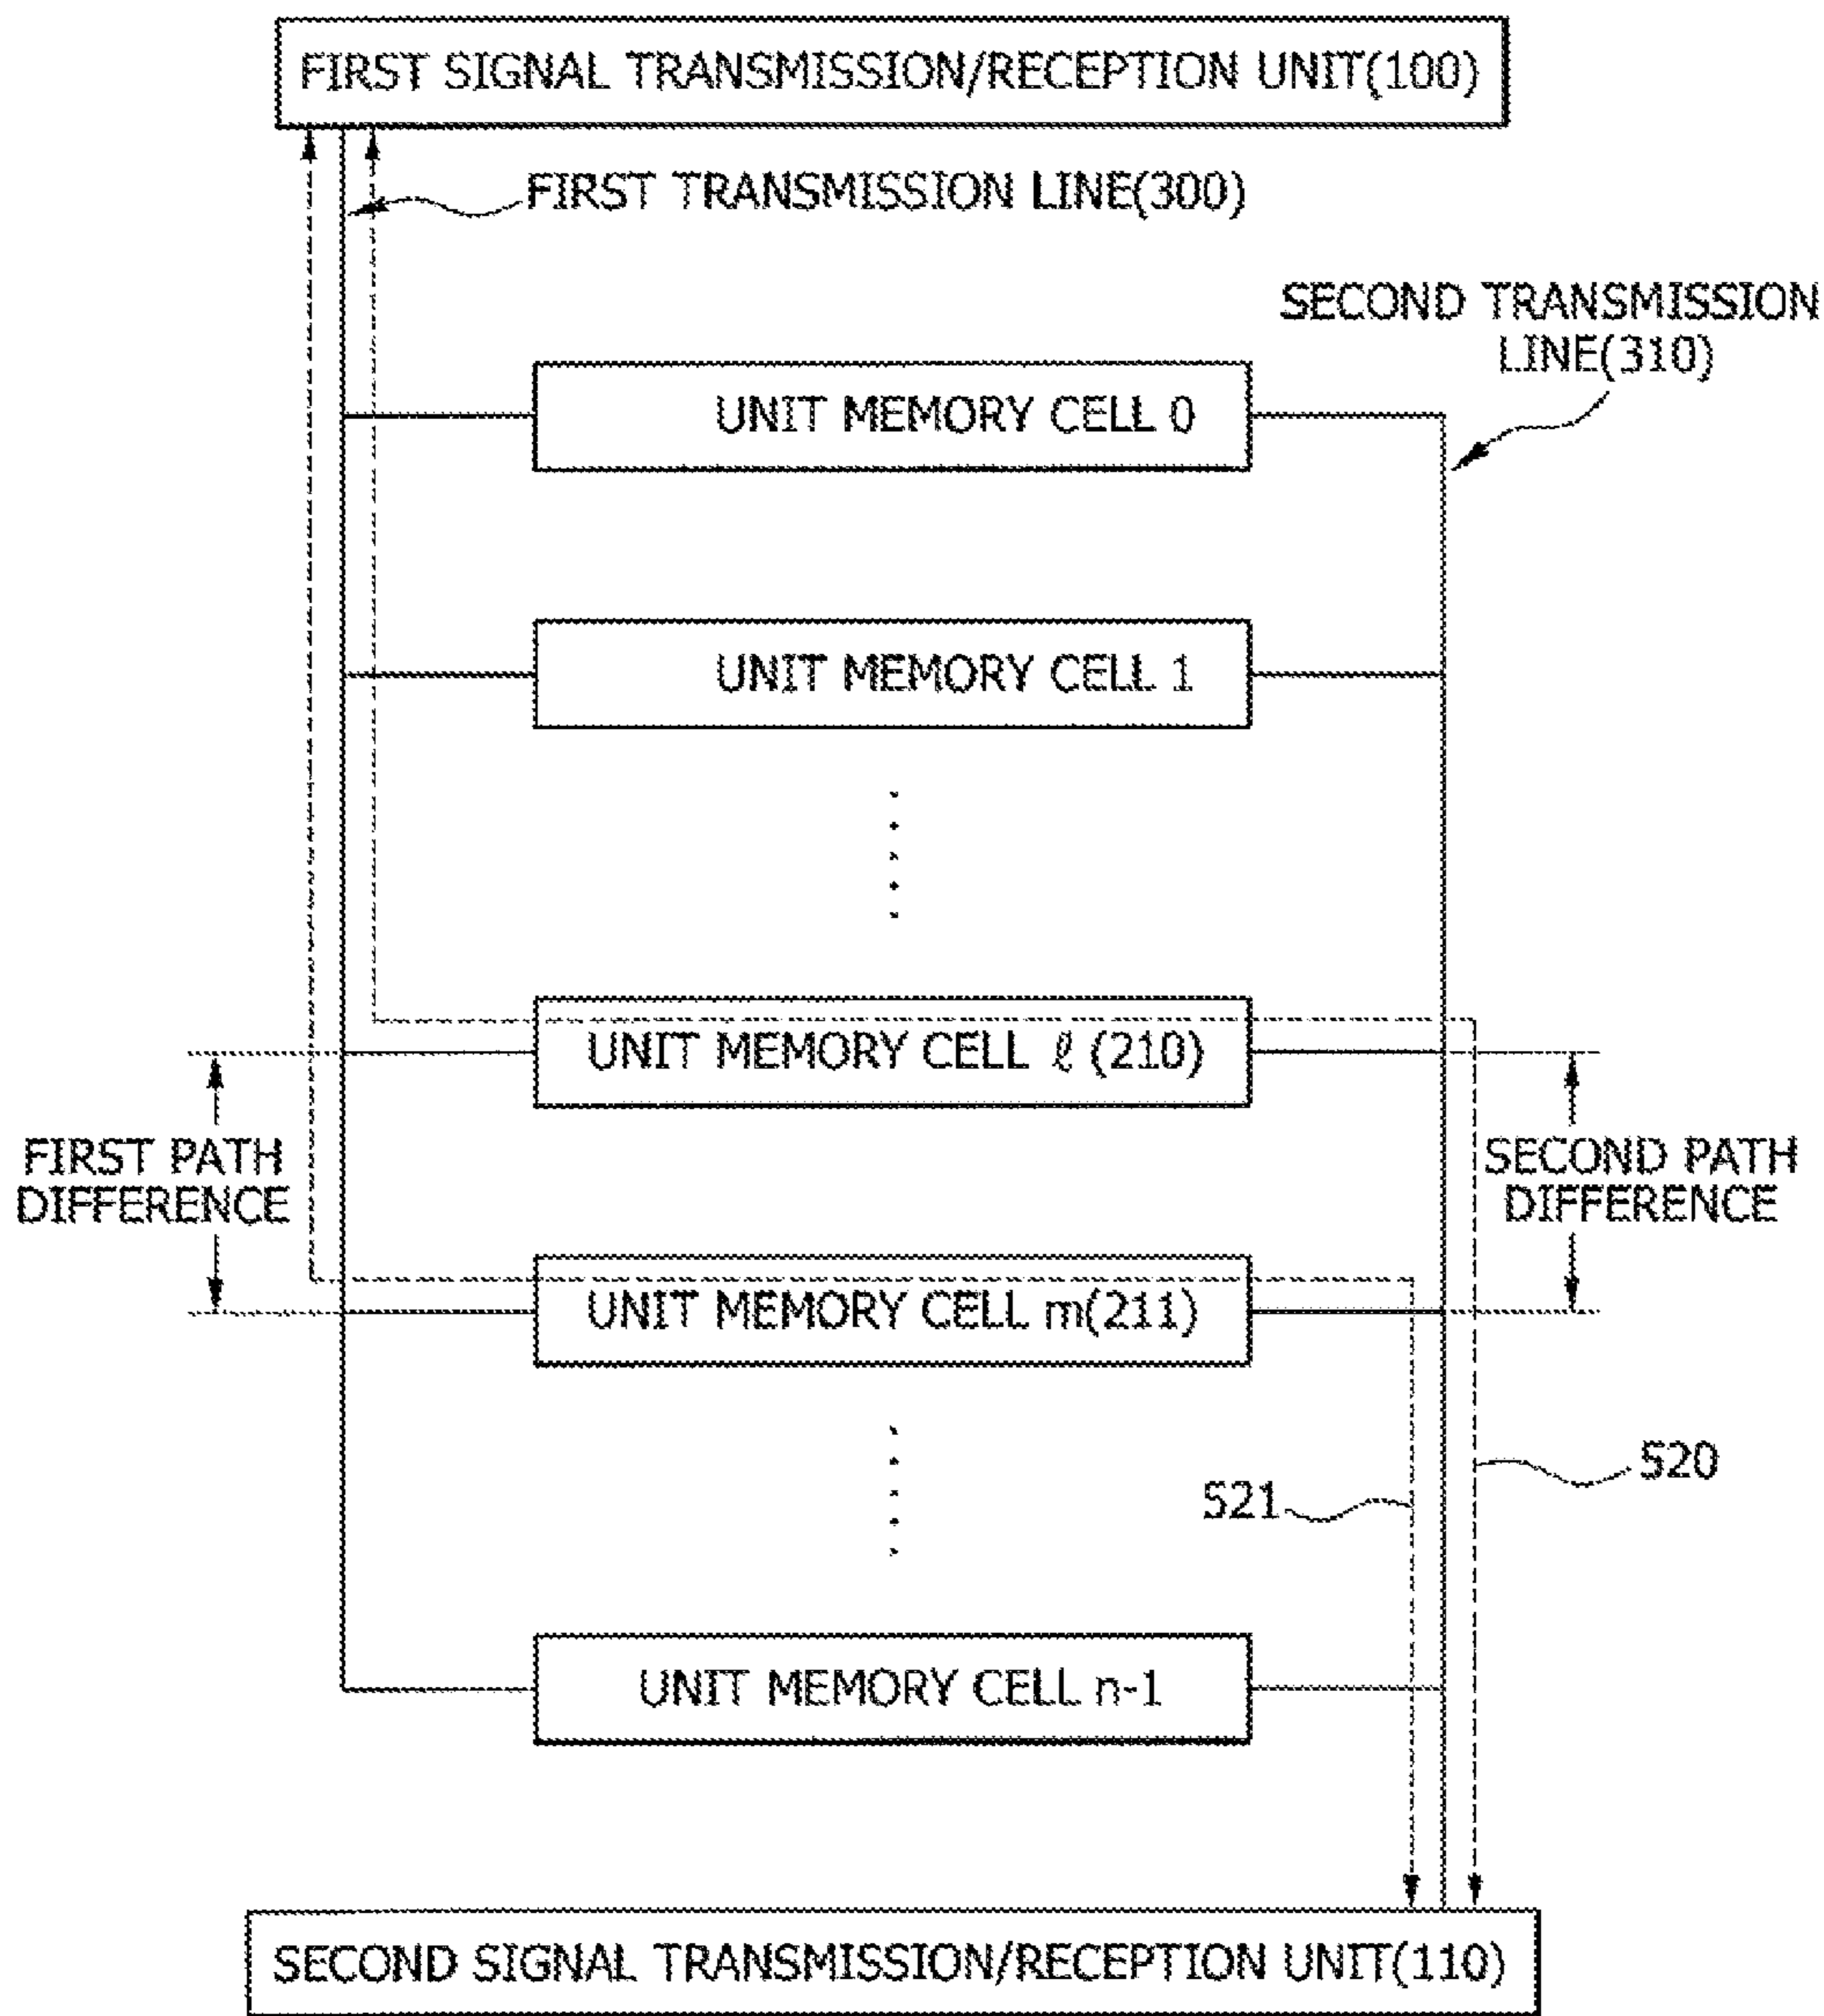 FIRST SIGNAL TRANSMISSION/RECEPTION UNIT(100)
FIRST TRANSMISSION LINE(300)
SECOND TRANSMISSION
LINE(310)
UNIT MEMORY CELL 0
UNIT MEMORY CELL 1
UNIT MEMORY CELL ℓ (210)
FIRST PATH
DIFFERENCE
SECOND PATH
DIFFERENCE
UNIT MEMORY CELL m(211)
520
521
UNIT MEMORY CELL n-1
SECOND SIGNAL TRANSMISSION/RECEPTION UNIT(110)